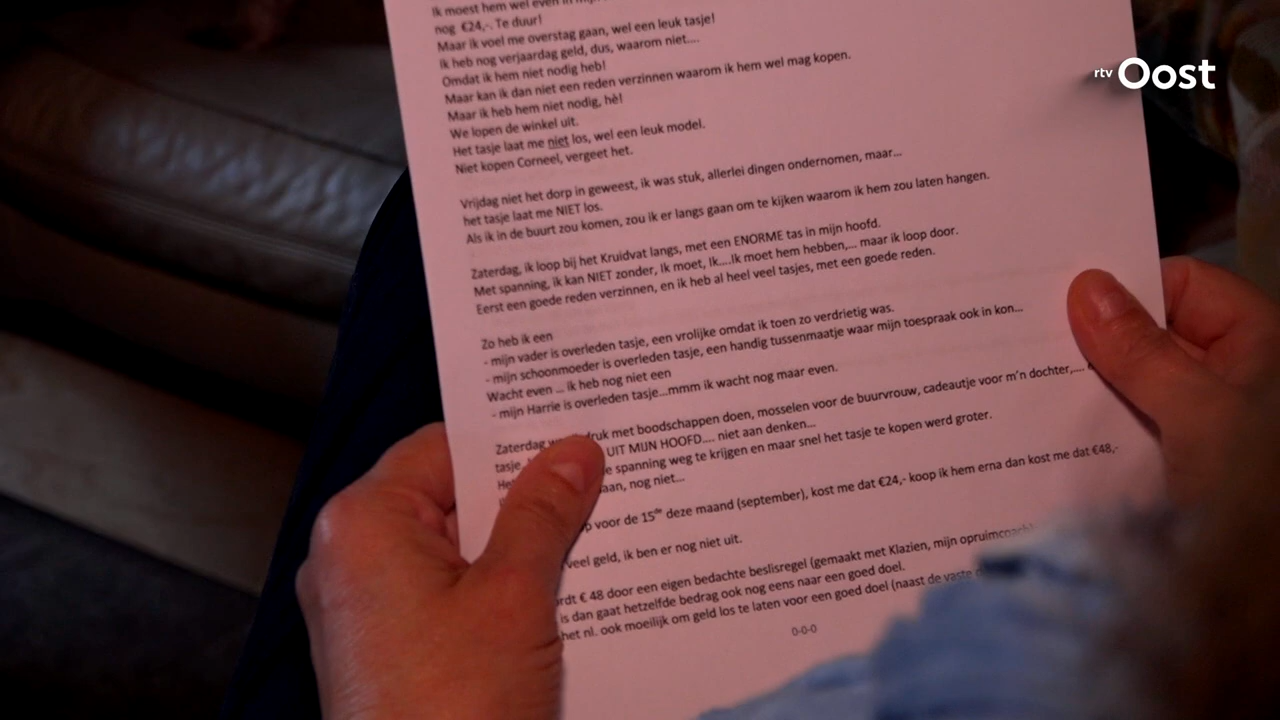 Ik moest hem wel even in mijn
nog €24,-. Te duur!
Maar ik voel me overstag gaan, wel een leuk tasje!
Ik heb nog verjaardag geld, dus, waarom niet....
Omdat ik hem niet nodig heb!
Maar kan ik dan niet een reden verzinnen waarom ik hem wel mag kopen.
Maar ik heb hem niet nodig, hè!
We lopen de winkel uit.
Het tasje laat me niet los, wel een leuk model.
Niet kopen Corneel, vergeet het.
Vrijdag niet het dorp in geweest, ik was stuk, allerlei dingen ondernomen, maar...
het tasje laat me NIET los.
Als ik in de buurt zou komen, zou ik er langs gaan om te kijken waarom ik hem zou laten hangen.
Zaterdag, ik loop bij het Kruidvat langs, met een ENORME tas in mijn hoofd.
Met spanning, ik kan NIET zonder, Ik moet, Ik....Ik moet hem hebben,... maar ik loop door.
Eerst een goede reden verzinnen, en ik heb al heel veel tasjes, met een goede reden.
Zo heb ik een
- mijn vader is overleden tasje, een vrolijke omdat ik toen zo verdrietig was.
- mijn schoonmoeder is overleden tasje, een handig tussenmaatje waar mijn toespraak ook in kon...
Wacht even ... ik heb nog niet een
- mijn Harrie is overleden tasje...mmm ik wacht nog maar even.
Zaterdag druk met boodschappen doen, mosselen voor de buurvrouw, cadeautje voor m'n dochter,....
tasje, UIT MIJN HOOFD.... niet aan denken...
spanning weg te krijgen en maar snel het tasje te kopen werd groter.
nog niet...
voor de 15de deze maand (september), kost me dat €24,- koop ik hem erna dan kost me dat €48,-
veel geld, ik ben er nog niet uit.
€ 48 door een eigen bedachte beslisregel (gemaakt met Klazien, mijn opruimcoach
is dan gaat hetzelfde bedrag ook nog eens naar een goed doel.
het nl. ook moeilijk om geld los te laten voor een goed doel (naast de vaste
0-0-0
rtv Oost